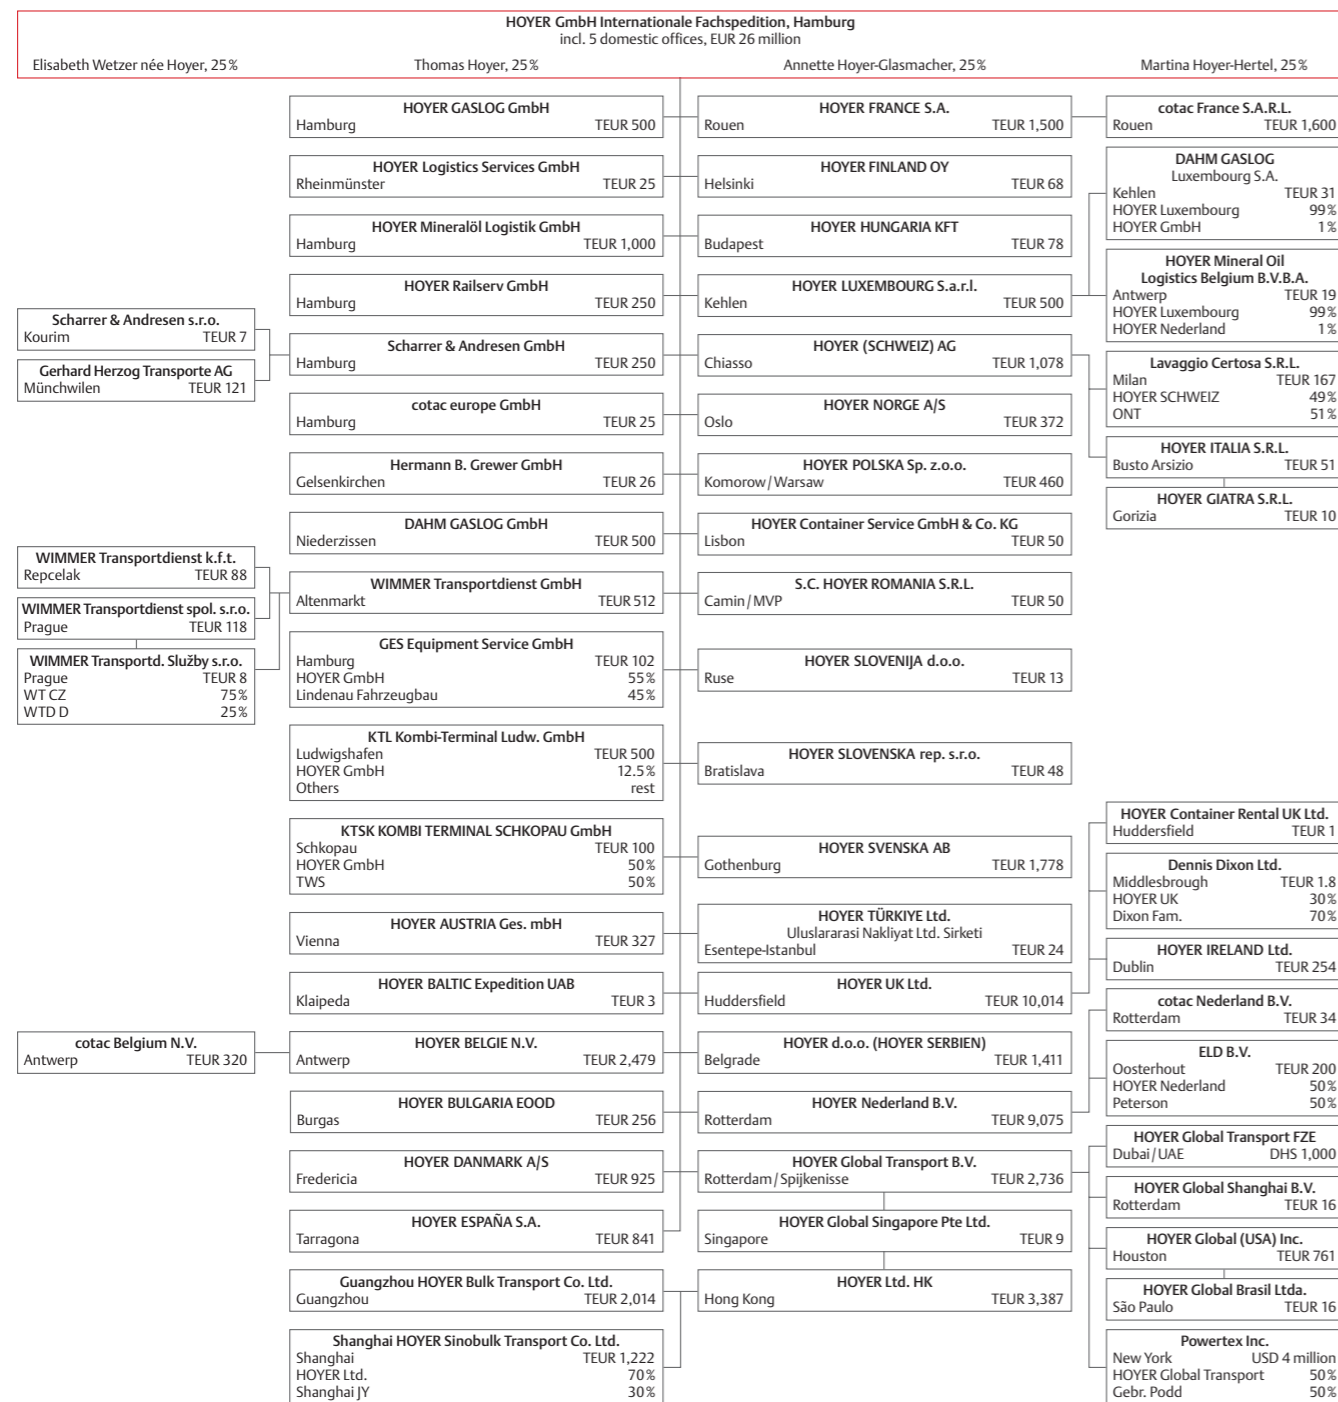 HOYER GmbH Internationale Fachspedition, Hamburg
incl. 5 domestic offices, EUR 26 million
Elisabeth Wetzer née Hoyer, 25 % Thomas Hoyer, 25 % Annette Hoyer-Glasmacher, 25 % Martina Hoyer-Hertel, 25 %
Scharrer & Andresen s.r.o.
Kourim TEUR 7
Gerhard Herzog Transporte AG
Münchwilen TEUR 121
WIMMER Transportdienst k.f.t.
Repcelak TEUR 88
WIMMER Transportdienst spol. s.r.o.
Prague TEUR 118
WIMMER Transportd. Služby s.r.o.
Prague TEUR 8
WT CZ 75 %
WTD D 25 %
cotac Belgium N.V.
Antwerp TEUR 320
HOYER GASLOG GmbH
Hamburg TEUR 500
HOYER Logistics Services GmbH
Rheinmünster TEUR 25
HOYER Mineralöl Logistik GmbH
Hamburg TEUR 1,000
HOYER Railserv GmbH
Hamburg TEUR 250
Scharrer & Andresen GmbH
Hamburg TEUR 250
cotac europe GmbH
Hamburg TEUR 25
Hermann B. Grewer GmbH
Gelsenkirchen TEUR 26
DAHM GASLOG GmbH
Niederzissen TEUR 500
WIMMER Transportdienst GmbH
Altenmarkt TEUR 512
GES Equipment Service GmbH
Hamburg TEUR 102
HOYER GmbH 55 %
Lindenau Fahrzeugbau 45 %
KTL Kombi-Terminal Ludw. GmbH
Ludwigshafen TEUR 500
HOYER GmbH 12.5 %
Others rest
KTSK KOMBI TERMINAL SCHKOPAU GmbH
Schkopau TEUR 100
HOYER GmbH 50 %
TWS 50 %
HOYER AUSTRIA Ges. mbH
Vienna TEUR 327
HOYER BALTIC Expedition UAB
Klaipeda TEUR 3
HOYER BELGIE N.V.
Antwerp TEUR 2,479
HOYER BULGARIA EOOD
Burgas TEUR 256
HOYER DANMARK A/S
Fredericia TEUR 925
HOYER ESPAÑA S.A.
Tarragona TEUR 841
Guangzhou HOYER Bulk Transport Co. Ltd.
Guangzhou TEUR 2,014
Shanghai HOYER Sinobulk Transport Co. Ltd.
Shanghai TEUR 1,222
HOYER Ltd. 70 %
Shanghai JY 30 %
HOYER FRANCE S.A.
Rouen TEUR 1,500
HOYER FINLAND OY
Helsinki TEUR 68
HOYER HUNGARIA KFT
Budapest TEUR 78
HOYER LUXEMBOURG S.a.r.l.
Kehlen TEUR 500
HOYER (SCHWEIZ) AG
Chiasso TEUR 1,078
HOYER NORGE A/S
Oslo TEUR 372
HOYER POLSKA Sp. z.o.o.
Komorow / Warsaw TEUR 460
HOYER Container Service GmbH & Co. KG
Lisbon TEUR 50
S.C. HOYER ROMANIA S.R.L.
Camin / MVP TEUR 50
HOYER SLOVENIJA d.o.o.
Ruse TEUR 13
HOYER SLOVENSKA rep. s.r.o.
Bratislava TEUR 48
HOYER SVENSKA AB
Gothenburg TEUR 1,778
HOYER TÜRKIYE Ltd.
Uluslararasi Nakliyat Ltd. Sirketi
Esentepe-Istanbul TEUR 24
HOYER UK Ltd.
Huddersfield TEUR 10,014
HOYER d.o.o. (HOYER SERBIEN)
Belgrade TEUR 1,411
HOYER Nederland B.V.
Rotterdam TEUR 9,075
HOYER Global Transport B.V.
Rotterdam / Spijkenisse TEUR 2,736
HOYER Global Singapore Pte Ltd.
Singapore TEUR 9
HOYER Ltd. HK
Hong Kong TEUR 3,387
cotac France S.A.R.L.
Rouen TEUR 1,600
DAHM GASLOG
Luxembourg S.A.
Kehlen TEUR 31
HOYER Luxembourg 99 %
HOYER GmbH 1 %
HOYER Mineral Oil
Logistics Belgium B.V.B.A.
Antwerp TEUR 19
HOYER Luxembourg 99 %
HOYER Nederland 1 %
Lavaggio Certosa S.R.L.
Milan TEUR 167
HOYER SCHWEIZ 49 %
ONT 51 %
HOYER ITALIA S.R.L.
Busto Arsizio TEUR 51
HOYER GIATRA S.R.L.
Gorizia TEUR 10
HOYER Container Rental UK Ltd.
Huddersfield TEUR 1
Dennis Dixon Ltd.
Middlesbrough TEUR 1.8
HOYER UK 30 %
Dixon Fam. 70 %
HOYER IRELAND Ltd.
Dublin TEUR 254
cotac Nederland B.V.
Rotterdam TEUR 34
ELD B.V.
Oosterhout TEUR 200
HOYER Nederland 50 %
Peterson 50 %
HOYER Global Transport FZE
Dubai / UAE DHS 1,000
HOYER Global Shanghai B.V.
Rotterdam TEUR 16
HOYER Global (USA) Inc.
Houston TEUR 761
HOYER Global Brasil Ltda.
São Paulo TEUR 16
Powertex Inc.
New York USD 4 million
HOYER Global Transport 50 %
Gebr. Podd 50 %